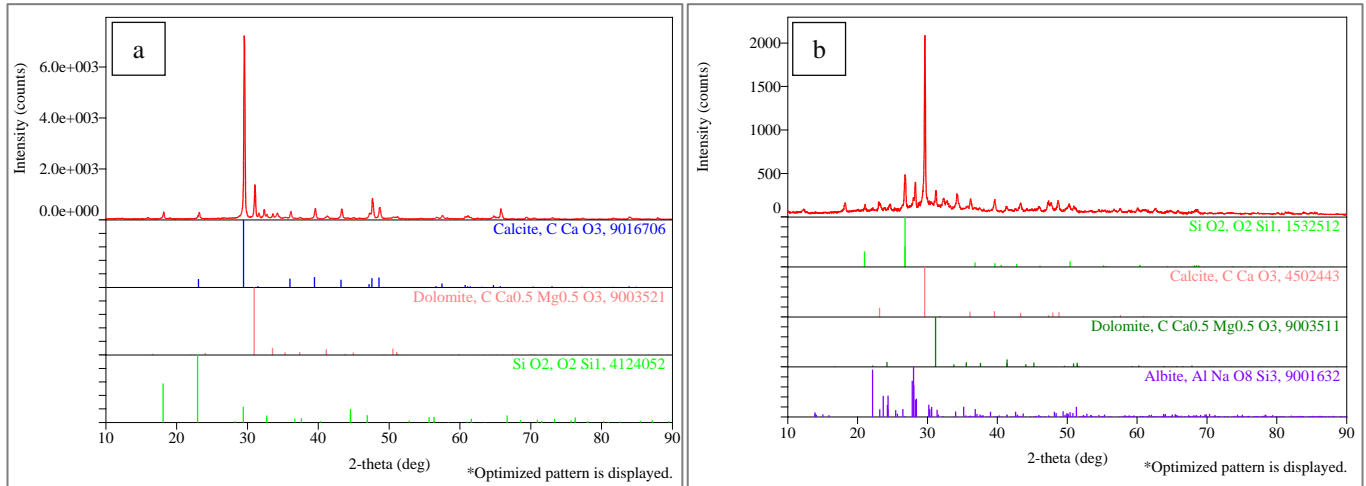 a
Intensity (counts)
6.0e+003
4.0e+003
2.0e+003
0.0e+000
Calcite, C Ca O3, 9016706
Dolomite, C Ca0.5 Mg0.5 O3, 9003521
Si O2, O2 Si1, 4124052
10 20 30 40 50 60 70 80 90
2-theta (deg)
*Optimized pattern is displayed.
b
Intensity (counts)
2000
1500
1000
500
0
Si O2, O2 Si1, 1532512
Calcite, C Ca O3, 4502443
Dolomite, C Ca0.5 Mg0.5 O3, 9003511
Albite, Al Na O8 Si3, 9001632
10 20 30 40 50 60 70 80 90
2-theta (deg)
*Optimized pattern is displayed.